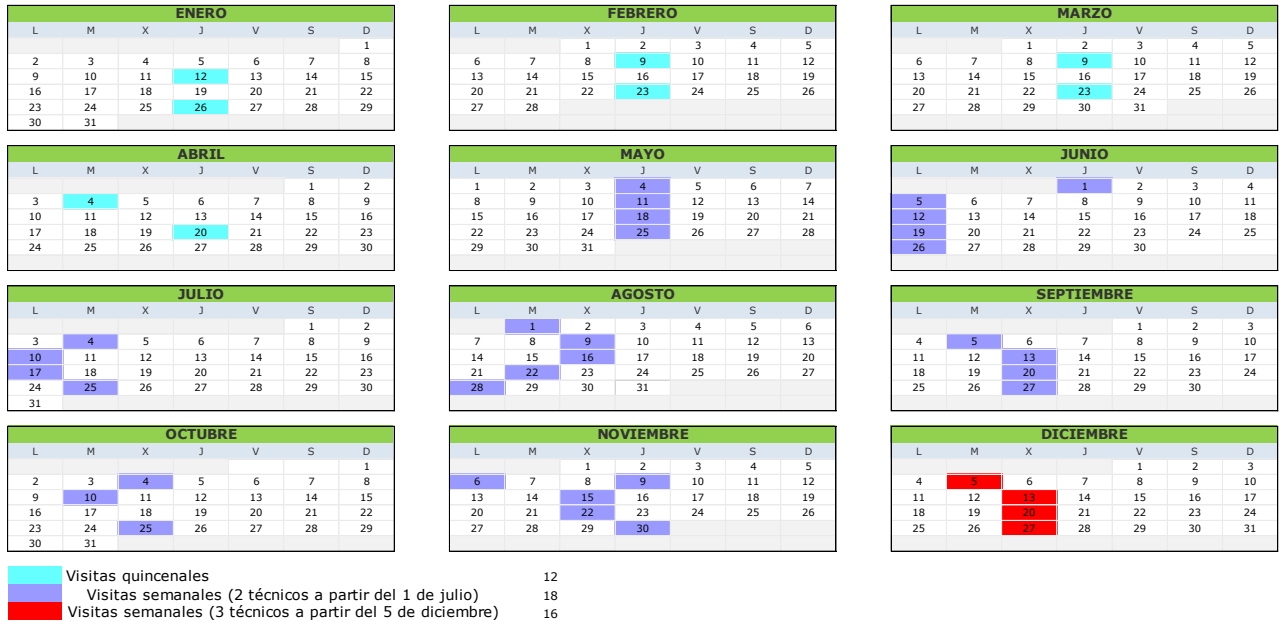 ENERO FEBRERO MARZO
L M X J V S D L M X J V S D L M X J V S D
1 1 2 3 4 5 1 2 3 4 5
2 3 4 5 6 7 8 6 7 8 9 10 11 12 6 7 8 9 10 11 12
9 10 11 12 13 14 15 13 14 15 16 17 18 19 13 14 15 16 17 18 19
16 17 18 19 20 21 22 20 21 22 23 24 25 26 20 21 22 23 24 25 26
23 24 25 26 27 28 29 27 28 27 28 29 30 31
30 31
ABRIL MAYO JUNIO
L M X J V S D L M X J V S D L M X J V S D
1 2 1 2 3 4 5 6 7 1 2 3 4
3 4 5 6 7 8 9 8 9 10 11 12 13 14 5 6 7 8 9 10 11
10 11 12 13 14 15 16 15 16 17 18 19 20 21 12 13 14 15 16 17 18
17 18 19 20 21 22 23 22 23 24 25 26 27 28 19 20 21 22 23 24 25
24 25 26 27 28 29 30 29 30 31 26 27 28 29 30
JULIO AGOSTO SEPTIEMBRE
L M X J V S D L M X J V S D L M X J V S D
1 2 1 2 3 4 5 6 1 2 3
3 4 5 6 7 8 9 7 8 9 10 11 12 13 4 5 6 7 8 9 10
10 11 12 13 14 15 16 14 15 16 17 18 19 20 11 12 13 14 15 16 17
17 18 19 20 21 22 23 21 22 23 24 25 26 27 18 19 20 21 22 23 24
24 25 26 27 28 29 30 28 29 30 31 25 26 27 28 29 30
31
OCTUBRE NOVIEMBRE DICIEMBRE
L M X J V S D L M X J V S D L M X J V S D
1 1 2 3 4 5 1 2 3
2 3 4 5 6 7 8 6 7 8 9 10 11 12 4 5 6 7 8 9 10
9 10 11 12 13 14 15 13 14 15 16 17 18 19 11 12 13 14 15 16 17
16 17 18 19 20 21 22 20 21 22 23 24 25 26 18 19 20 21 22 23 24
23 24 25 26 27 28 29 27 28 29 30 25 26 27 28 29 30 31
30 31
Visitas quincenales 12
Visitas semanales (2 técnicos a partir del 1 de julio) 18
Visitas semanales (3 técnicos a partir del 5 de diciembre) 16